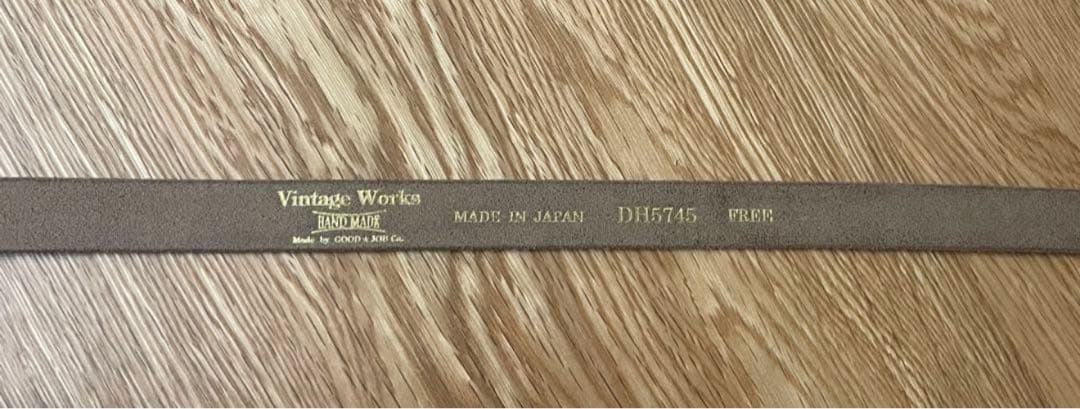 Vintage Works
HAND MADE
Made by GOOD★JOB Co.
MADE IN JAPAN DH5745 FREE